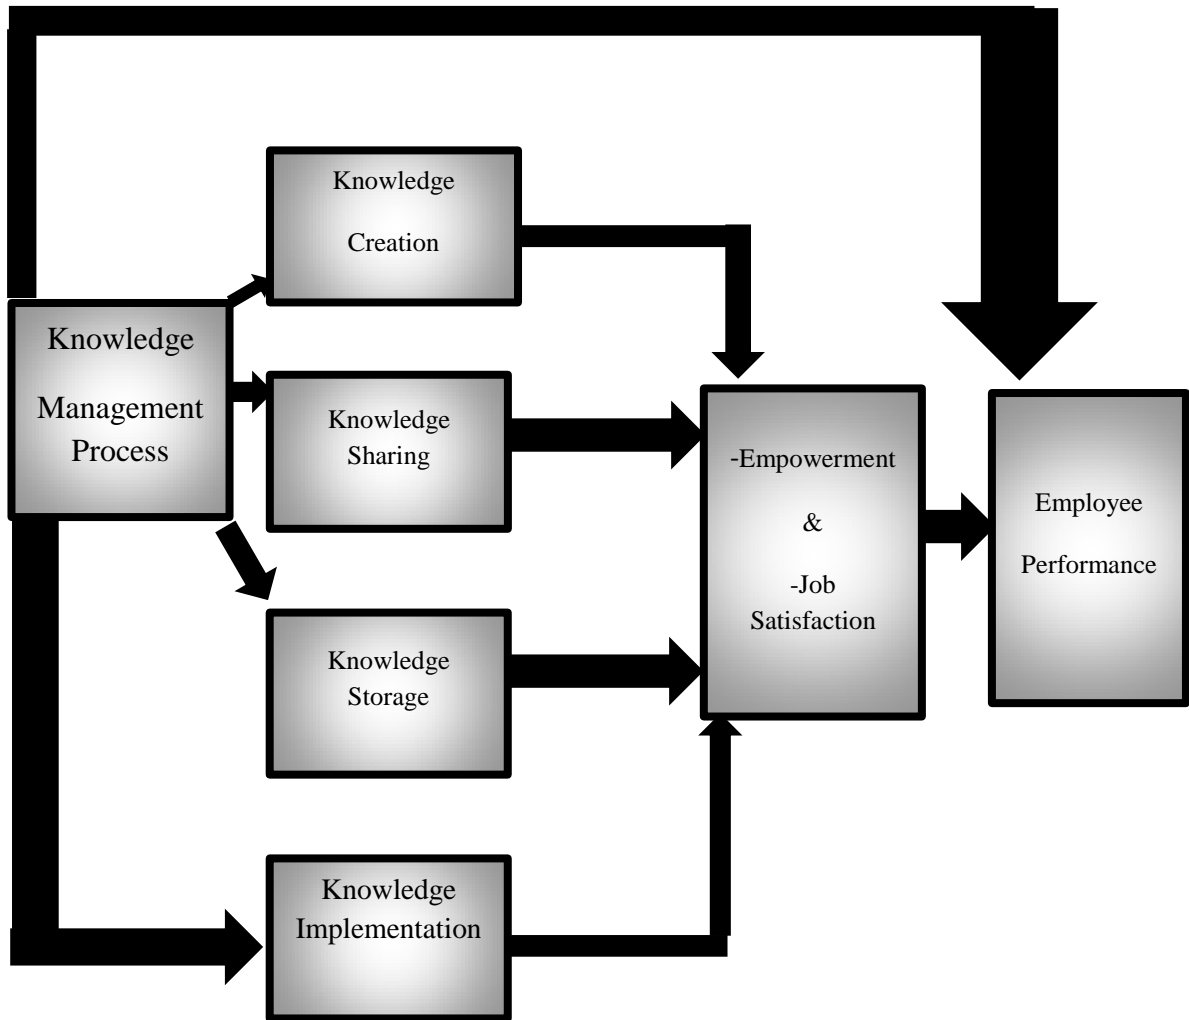 Knowledge
Creation
Knowledge
Management
Process
Knowledge
Sharing
-Empowerment
&
-Job
Satisfaction
Employee
Performance
Knowledge
Storage
Knowledge
Implementation